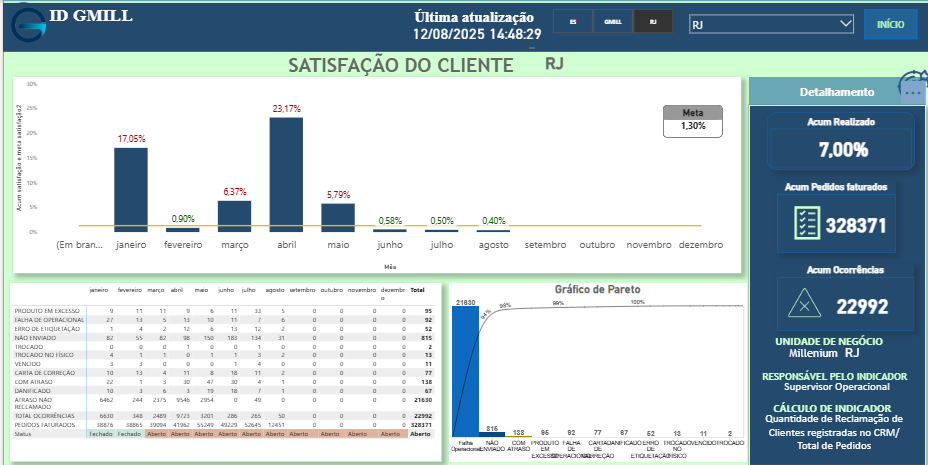 ID GMILL
Última atualização
12/08/2025 14:48:29
ES
GMILL
RJ
RJ
INÍCIO
SATISFAÇÃO DO CLIENTE RJ
Acum satisfação e meta satisfação2
30%
25%
20%
15%
10%
5%
0%
17,05%
0,90%
6,37%
23,17%
5,79%
0,58%
0,50%
0,40%
Meta
1,30%
(Em bran... janeiro fevereiro março abril maio junho julho agosto setembro outubro novembro dezembro
Mês
Detalhamento
...
Acum Realizado
7,00%
Acum Pedidos faturados
328371
Acum Ocorrências
22992
UNIDADE DE NEGÓCIO
Millenium RJ
RESPONSÁVEL PELO INDICADOR
Supervisor Operacional
CÁLCULO DE INDICADOR
Quantidade de Reclamação de
Clientes registradas no CRM/
Total de Pedidos
janeiro fevereiro março abril maio junho julho agosto setembro outubro novembro dezembr Total
o
PRODUTO EM EXCESSO 9 11 11 9 6 11 33 5 0 0 0 0 95
FALHA DE OPERACIONAL 27 13 5 13 10 11 7 6 0 0 0 0 92
ERRO DE ETIQUETAÇÃO 1 4 2 12 6 13 12 2 0 0 0 0 52
NÃO ENVIADO 82 55 82 98 150 183 134 31 0 0 0 0 815
TROCADO 0 0 0 1 0 0 1 0 0 0 0 0 2
TROCADO NO FÍSICO 4 1 1 0 1 1 3 2 0 0 0 0 13
VENCIDO 3 3 0 0 0 1 4 0 0 0 0 0 11
CARTA DE CORREÇÃO 10 13 4 11 8 18 11 2 0 0 0 0 77
COM ATRASO 22 1 3 30 47 30 4 1 0 0 0 0 138
DANIFICADO 10 3 6 3 19 18 7 1 0 0 0 0 67
ATRASO NÃO 6462 244 2375 9546 2954 0 49 0 0 0 0 0 21630
RECLAMADO
TOTAL OCORRÊNCIAS 6630 348 2489 9723 3201 286 265 50 0 0 0 0 22992
PEDIDOS FATURADOS 38876 38865 39094 41962 55249 49229 52645 12451 0 0 0 0 328371
Status Fechado Fechado Aberto Aberto Aberto Aberto Aberto Aberto Aberto Aberto Aberto Aberto Aberto
Gráfico de Pareto
21630
94%
98%
99%
100%
815 138 95 92 77 67 52 13 11 2
Falha NÃO COM PRODUTO FALHA CARTA DANIFICADO ERRO TROCADO VENCIDO TROCADO
Operacional ENVIADO ATRASO EM DE DE DE NO
EXCESSO OPERACIONAL CORREÇÃO ETIQUETAÇÃO FÍSICO